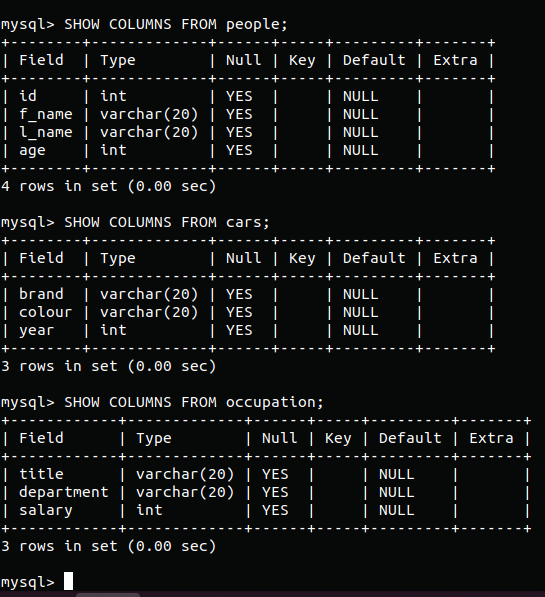 mysql> SHOW COLUMNS FROM people;
+--------+-------------+------+-----+---------+-------+
| Field  | Type        | Null | Key | Default | Extra |
+--------+-------------+------+-----+---------+-------+
| id     | int         | YES  |     | NULL    |       |
| f_name | varchar(20) | YES  |     | NULL    |       |
| l_name | varchar(20) | YES  |     | NULL    |       |
| age    | int         | YES  |     | NULL    |       |
+--------+-------------+------+-----+---------+-------+
4 rows in set (0.00 sec)

mysql> SHOW COLUMNS FROM cars;
+--------+-------------+------+-----+---------+-------+
| Field  | Type        | Null | Key | Default | Extra |
+--------+-------------+------+-----+---------+-------+
| brand  | varchar(20) | YES  |     | NULL    |       |
| colour | varchar(20) | YES  |     | NULL    |       |
| year   | int         | YES  |     | NULL    |       |
+--------+-------------+------+-----+---------+-------+
3 rows in set (0.00 sec)

mysql> SHOW COLUMNS FROM occupation;
+------------+-------------+------+-----+---------+-------+
| Field      | Type        | Null | Key | Default | Extra |
+------------+-------------+------+-----+---------+-------+
| title      | varchar(20) | YES  |     | NULL    |       |
| department | varchar(20) | YES  |     | NULL    |       |
| salary     | int         | YES  |     | NULL    |       |
+------------+-------------+------+-----+---------+-------+
3 rows in set (0.00 sec)

mysql>